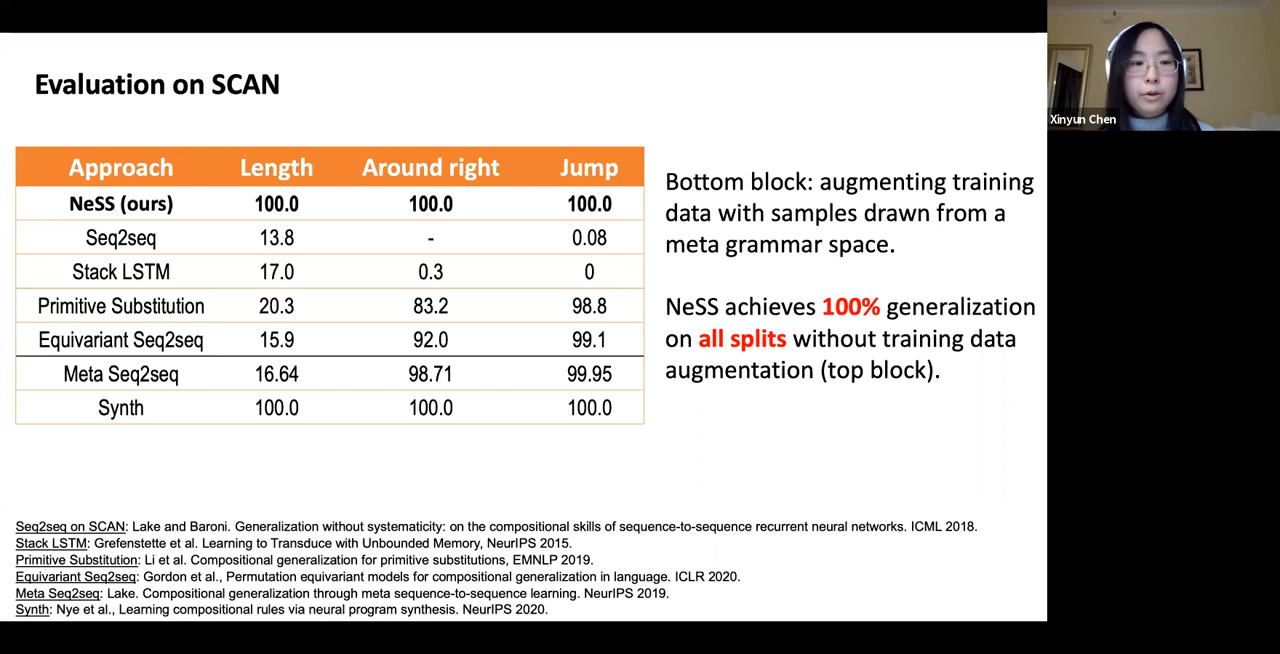 Evaluation on SCAN
Approach Length Around right Jump
NeSS (ours) 100.0 100.0 100.0
Seq2seq 13.8 - 0.08
Stack LSTM 17.0 0.3 0
Primitive Substitution 20.3 83.2 98.8
Equivariant Seq2seq 15.9 92.0 99.1
Meta Seq2seq 16.64 98.71 99.95
Synth 100.0 100.0 100.0
Bottom block: augmenting training
data with samples drawn from a
meta grammar space.
NeSS achieves 100% generalization
on all splits without training data
augmentation (top block).
Seq2seq on SCAN: Lake and Baroni. Generalization without systematicity: on the compositional skills of sequence-to-sequence recurrent neural networks. ICML 2018.
Stack LSTM: Grefenstette et al. Learning to Transduce with Unbounded Memory, NeurIPS 2015.
Primitive Substitution: Li et al. Compositional generalization for primitive substitutions, EMNLP 2019.
Equivariant Seq2seq: Gordon et al., Permutation equivariant models for compositional generalization in language. ICLR 2020.
Meta Seq2seq: Lake. Compositional generalization through meta sequence-to-sequence learning. NeurIPS 2019.
Synth: Nye et al., Learning compositional rules via neural program synthesis. NeurIPS 2020.
Xinyun Chen